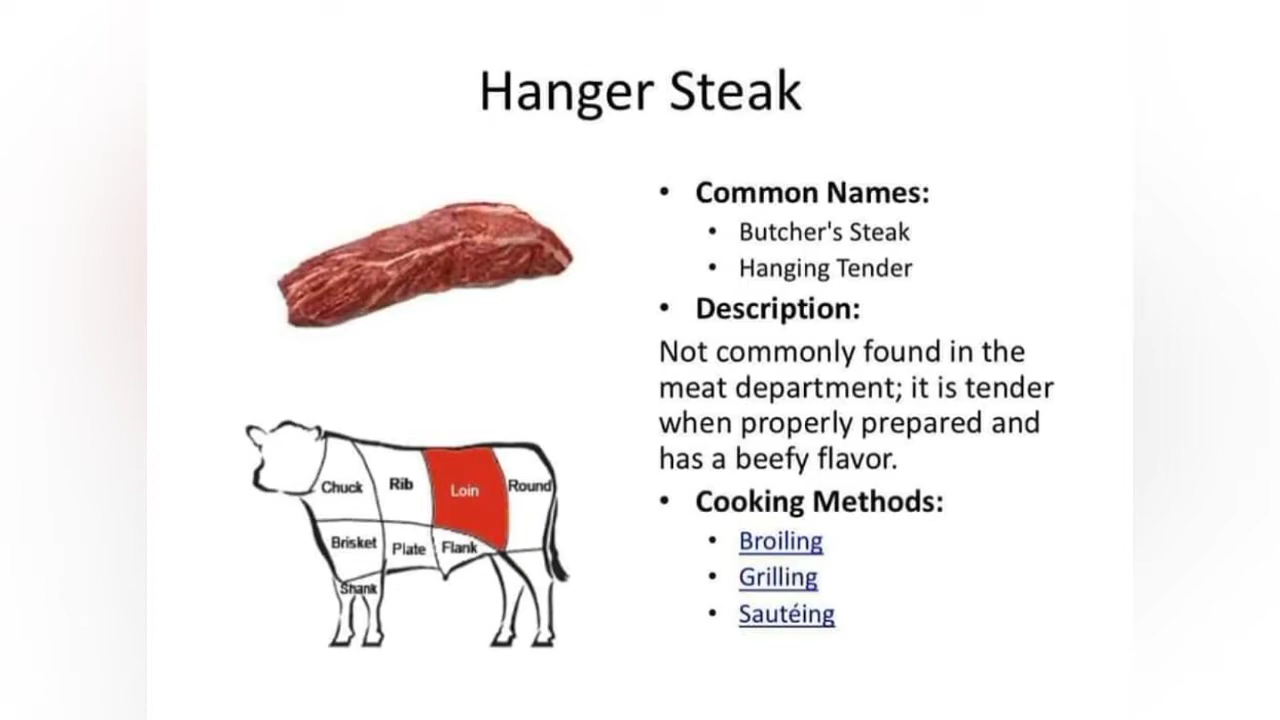 Hanger Steak
• Common Names:
• Butcher's Steak
• Hanging Tender
• Description:
Not commonly found in the
meat department; it is tender
when properly prepared and
has a beefy flavor.
• Cooking Methods:
• Broiling
• Grilling
• Sautéing
Chuck Rib Loin Round
Brisket Plate Flank
Shank